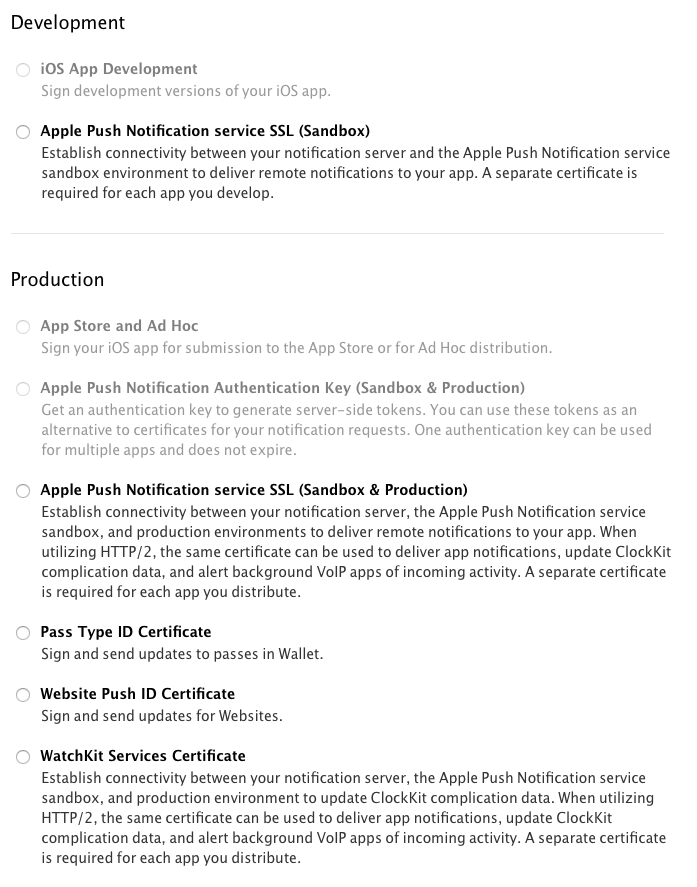 Development
iOS App Development
Sign development versions of your iOS app.
Apple Push Notification service SSL (Sandbox)
Establish connectivity between your notification server and the Apple Push Notification service
sandbox environment to deliver remote notifications to your app. A separate certificate is
required for each app you develop.
Production
App Store and Ad Hoc
Sign your iOS app for submission to the App Store or for Ad Hoc distribution.
Apple Push Notification Authentication Key (Sandbox & Production)
Get an authentication key to generate server-side tokens. You can use these tokens as an
alternative to certificates for your notification requests. One authentication key can be used
for multiple apps and does not expire.
Apple Push Notification service SSL (Sandbox & Production)
Establish connectivity between your notification server, the Apple Push Notification service
sandbox, and production environments to deliver remote notifications to your app. When
utilizing HTTP/2, the same certificate can be used to deliver app notifications, update ClockKit
complication data, and alert background VoIP apps of incoming activity. A separate certificate
is required for each app you distribute.
Pass Type ID Certificate
Sign and send updates to passes in Wallet.
Website Push ID Certificate
Sign and send updates for Websites.
WatchKit Services Certificate
Establish connectivity between your notification server, the Apple Push Notification service
sandbox, and production environment to update ClockKit complication data. When utilizing
HTTP/2, the same certificate can be used to deliver app notifications, update ClockKit
complication data, and alert background VoIP apps of incoming activity. A separate certificate
is required for each app you distribute.